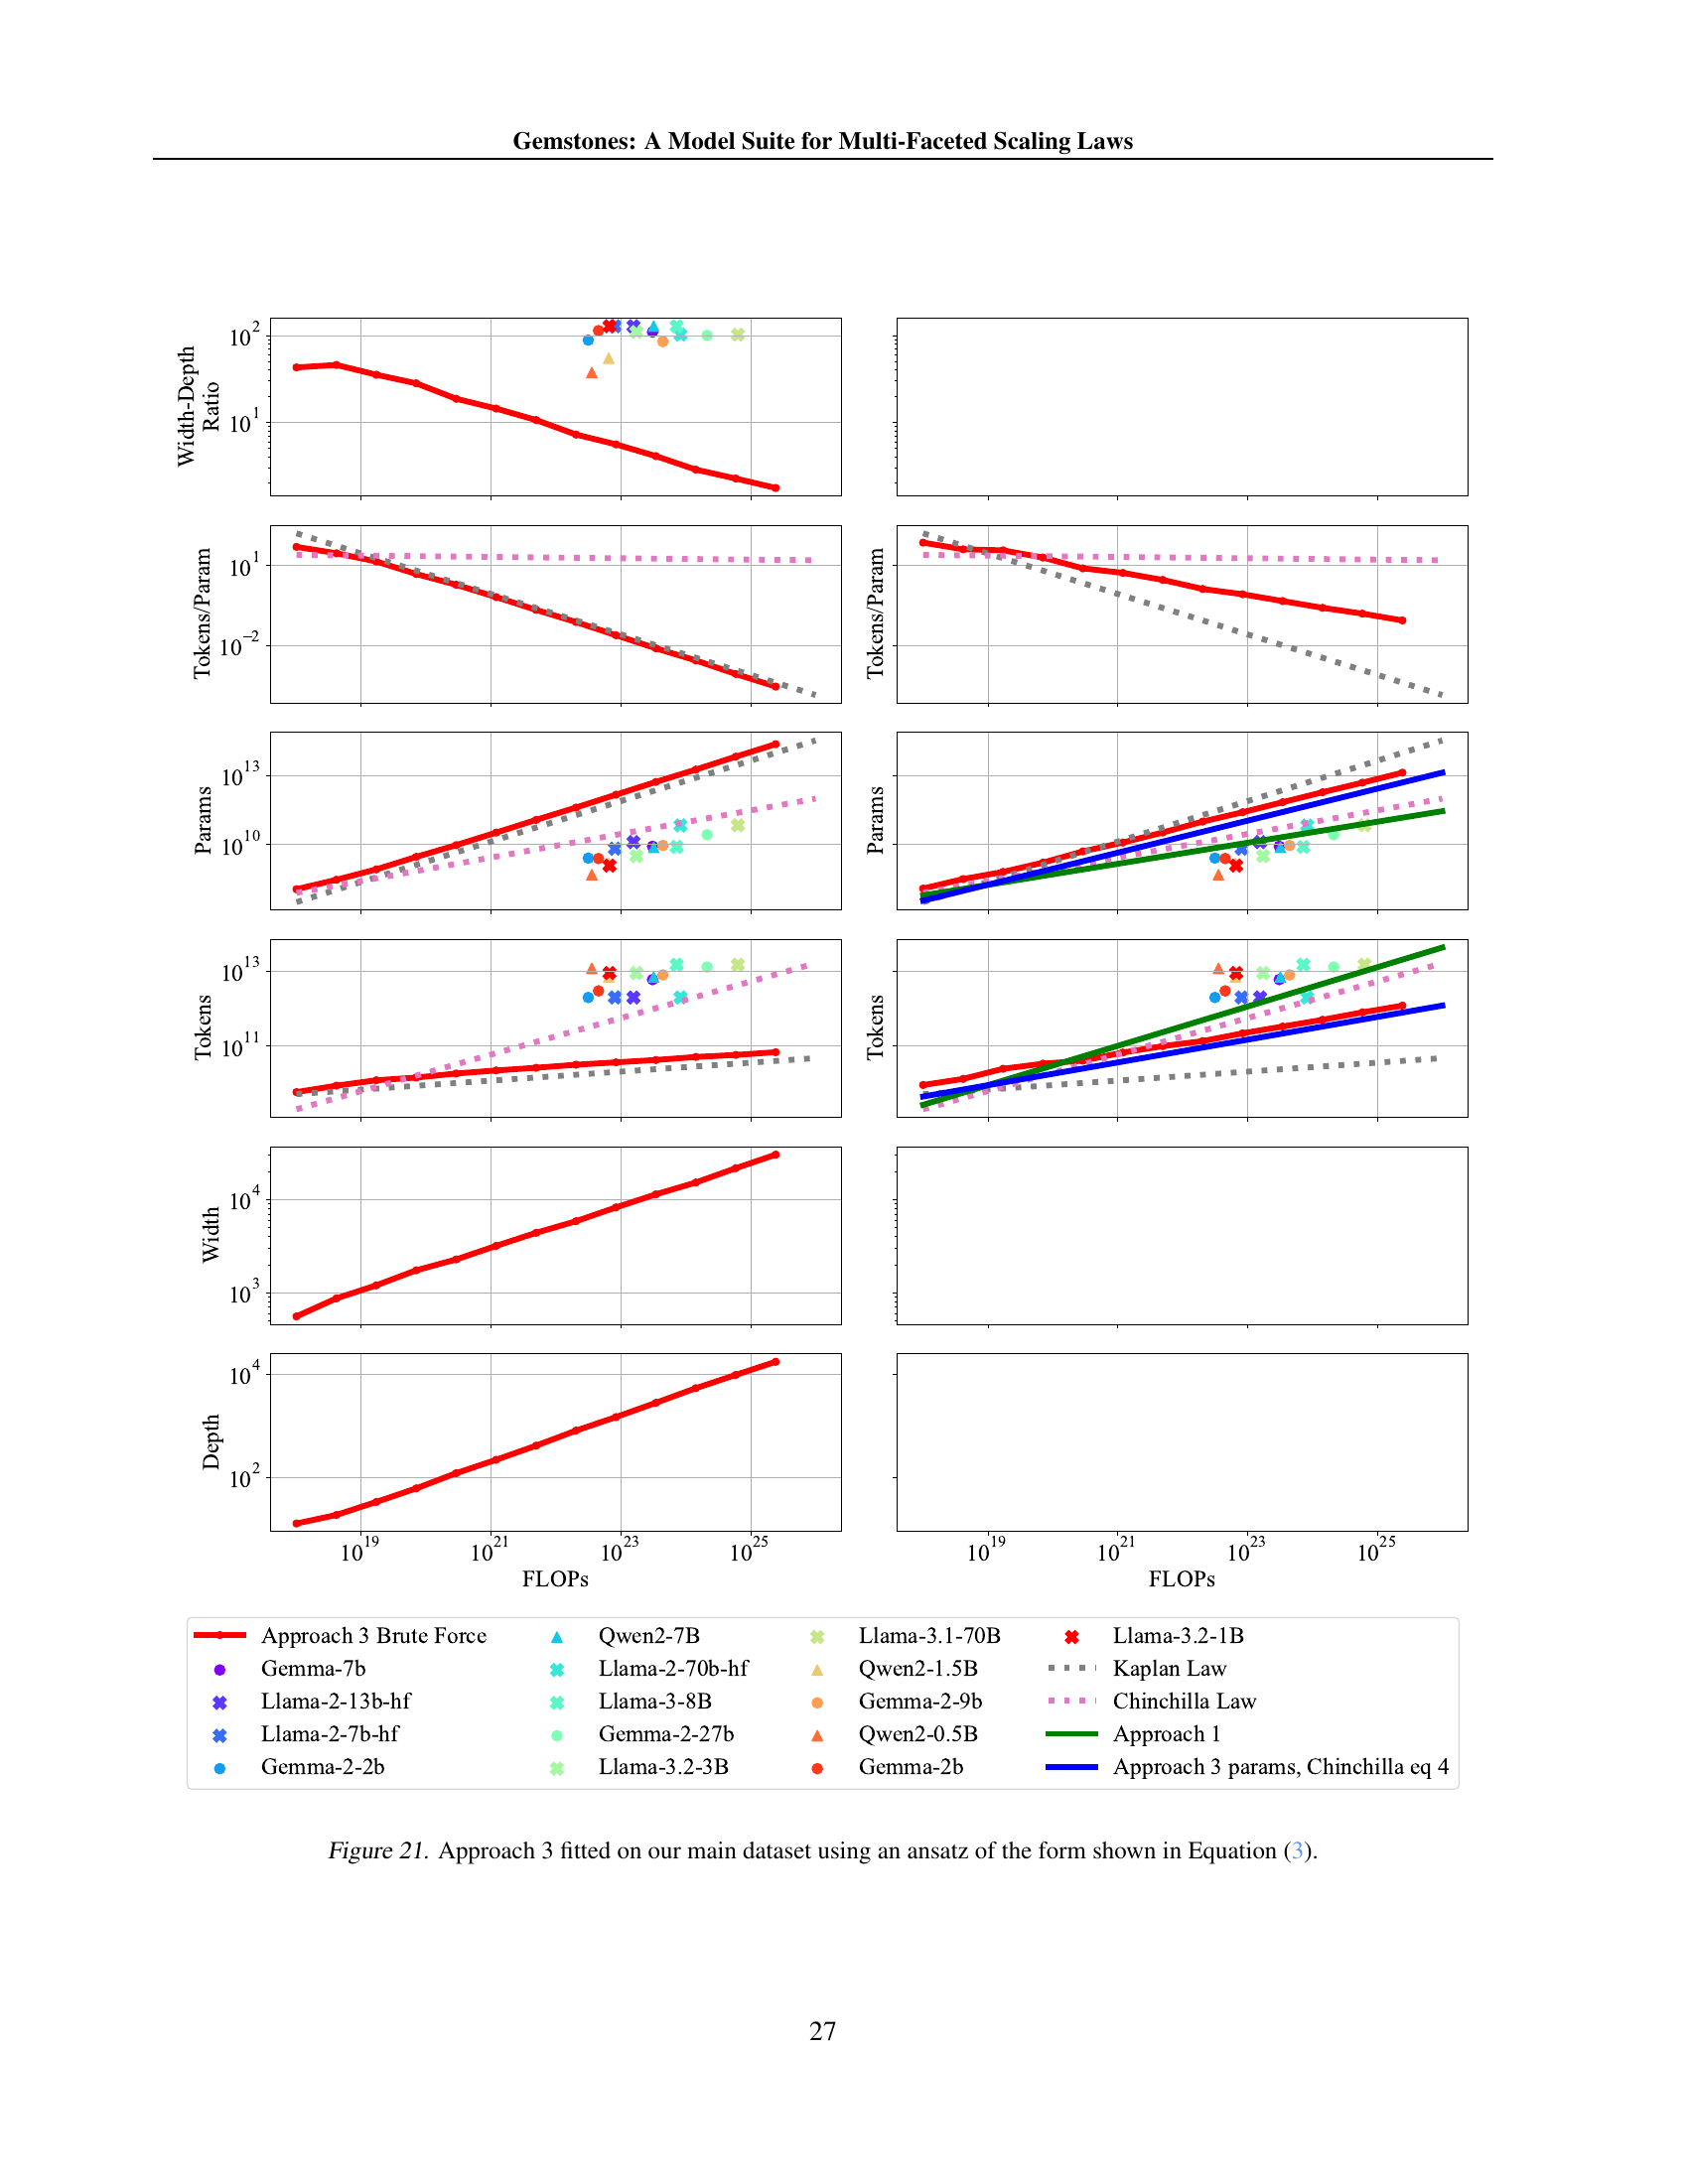 Gemstones: A Model Suite for Multi-Faceted Scaling Laws
Width-Depth
Ratio
10^2
10^1
Tokens/Param
10^1
10^−2
Tokens/Param
Params
10^13
10^10
Params
Tokens
10^13
10^11
Tokens
Width
10^4
10^3
Depth
10^4
10^2
10^19 10^21 10^23 10^25
FLOPs
10^19 10^21 10^23 10^25
FLOPs
Approach 3 Brute Force
Gemma-7b
Llama-2-13b-hf
Llama-2-7b-hf
Gemma-2-2b
Qwen2-7B
Llama-2-70b-hf
Llama-3-8B
Gemma-2-27b
Llama-3.2-3B
Llama-3.1-70B
Qwen2-1.5B
Gemma-2-9b
Qwen2-0.5B
Gemma-2b
Llama-3.2-1B
Kaplan Law
Chinchilla Law
Approach 1
Approach 3 params, Chinchilla eq 4
Figure 21. Approach 3 fitted on our main dataset using an ansatz of the form shown in Equation (3).
27